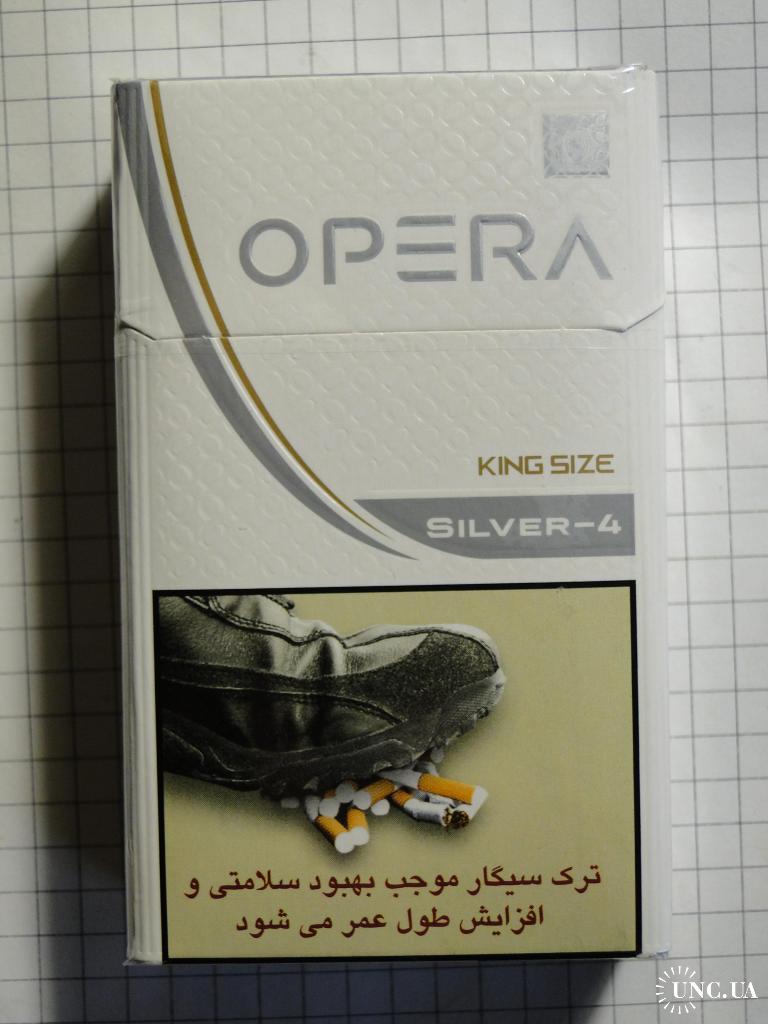 OPERA
KING SIZE
SILVER-4
ترک سیگار موجب بهبود سلامتی و
افزایش طول عمر می شود
UNC.UA